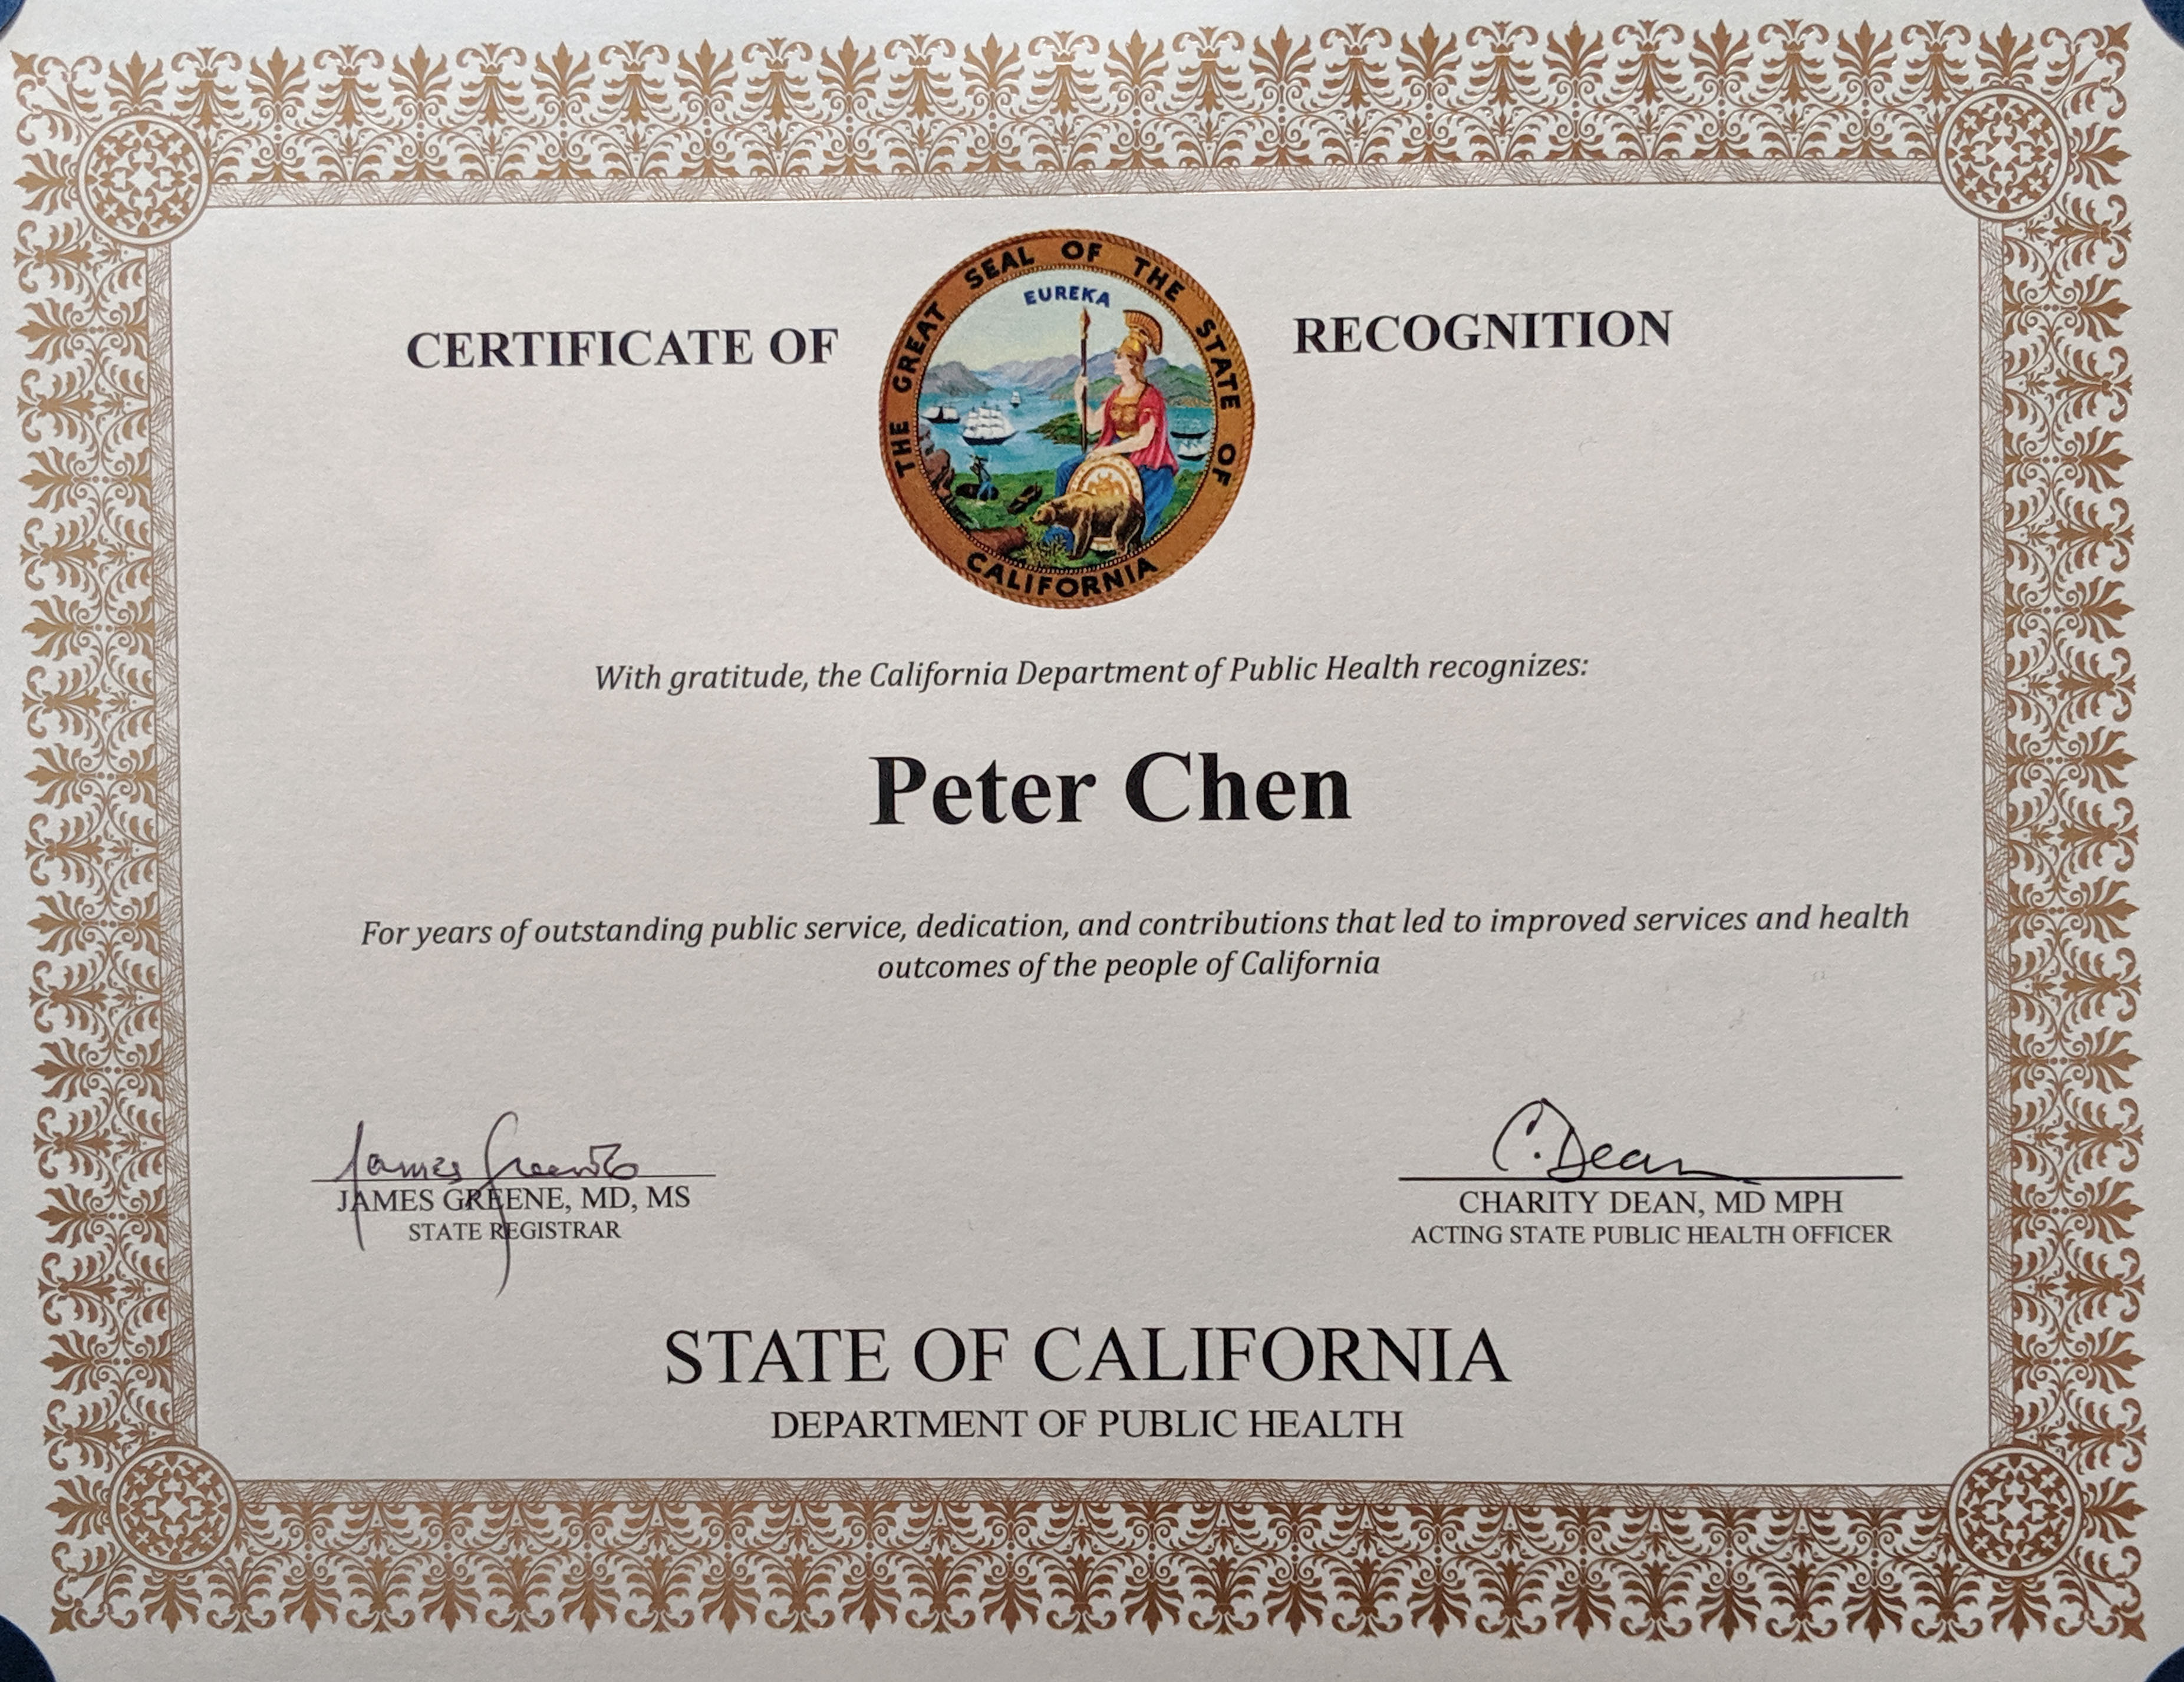 THE GREAT SEAL OF THE STATE OF CALIFORNIA
EUREKA
CERTIFICATE OF RECOGNITION
With gratitude, the California Department of Public Health recognizes:
Peter Chen
For years of outstanding public service, dedication, and contributions that led to improved services and health
outcomes of the people of California
James Greene
JAMES GREENE, MD, MS
STATE REGISTRAR
C. Dean
CHARITY DEAN, MD MPH
ACTING STATE PUBLIC HEALTH OFFICER
STATE OF CALIFORNIA
DEPARTMENT OF PUBLIC HEALTH